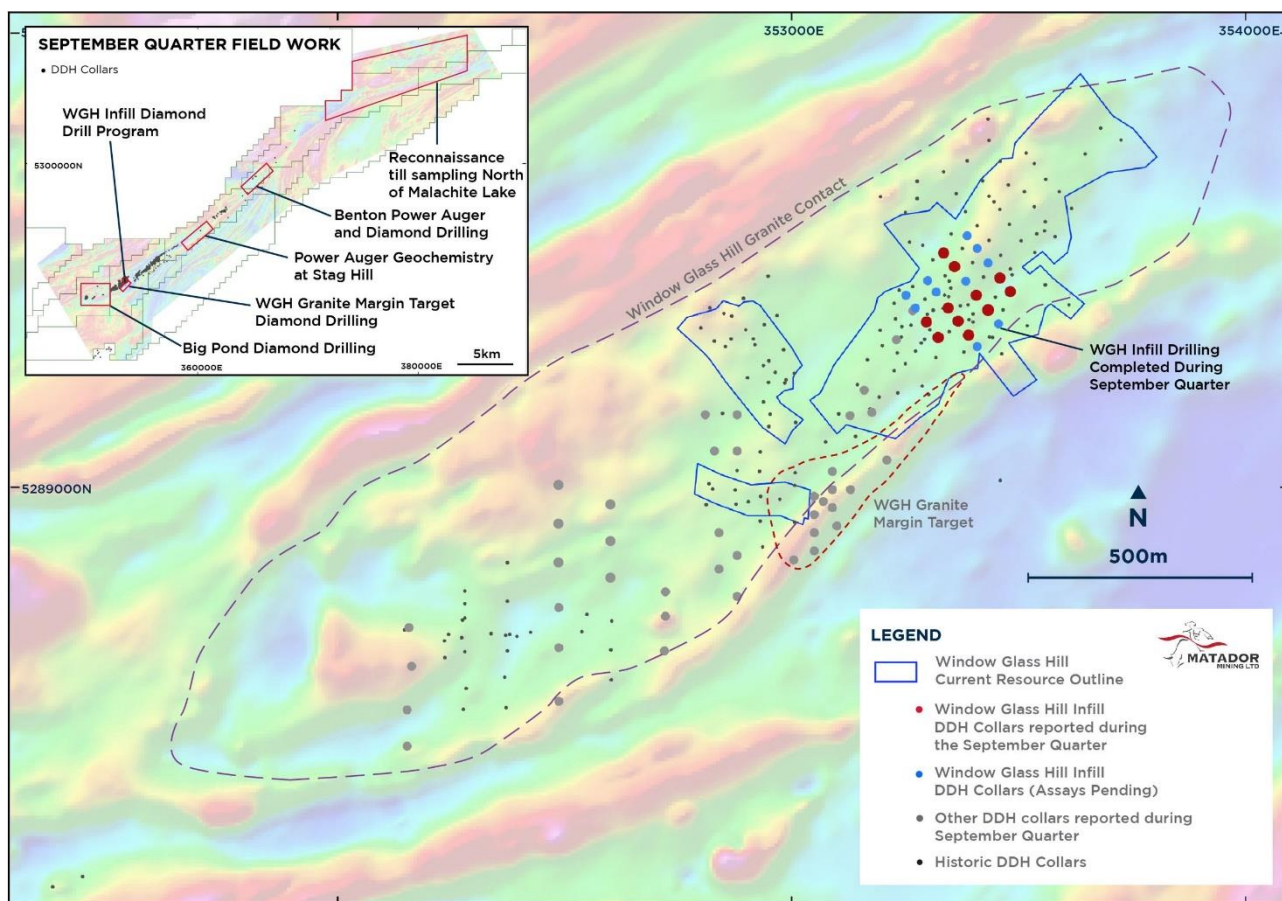 SEPTEMBER QUARTER FIELD WORK
DDH Collars
WGH Infill Diamond
Drill Program
5300000N
Reconnaissance
till sampling North
of Malachite Lake
Benton Power Auger
and Diamond Drilling
Power Auger Geochemistry
at Stag Hill
WGH Granite Margin Target
Diamond Drilling
Big Pond Diamond Drilling
5km
360000E
380000E
353000E
354000E
Window Glass Hill Granite Contact
WGH Infill Drilling
Completed During
September Quarter
5289000N
WGH Granite
Margin Target
N
500m
LEGEND
MATADOR
MINING LTD
Window Glass Hill
Current Resource Outline
Window Glass Hill Infill
DDH Collars reported during
the September Quarter
Window Glass Hill Infill
DDH Collars (Assays Pending)
Other DDH collars reported during
September Quarter
Historic DDH Collars